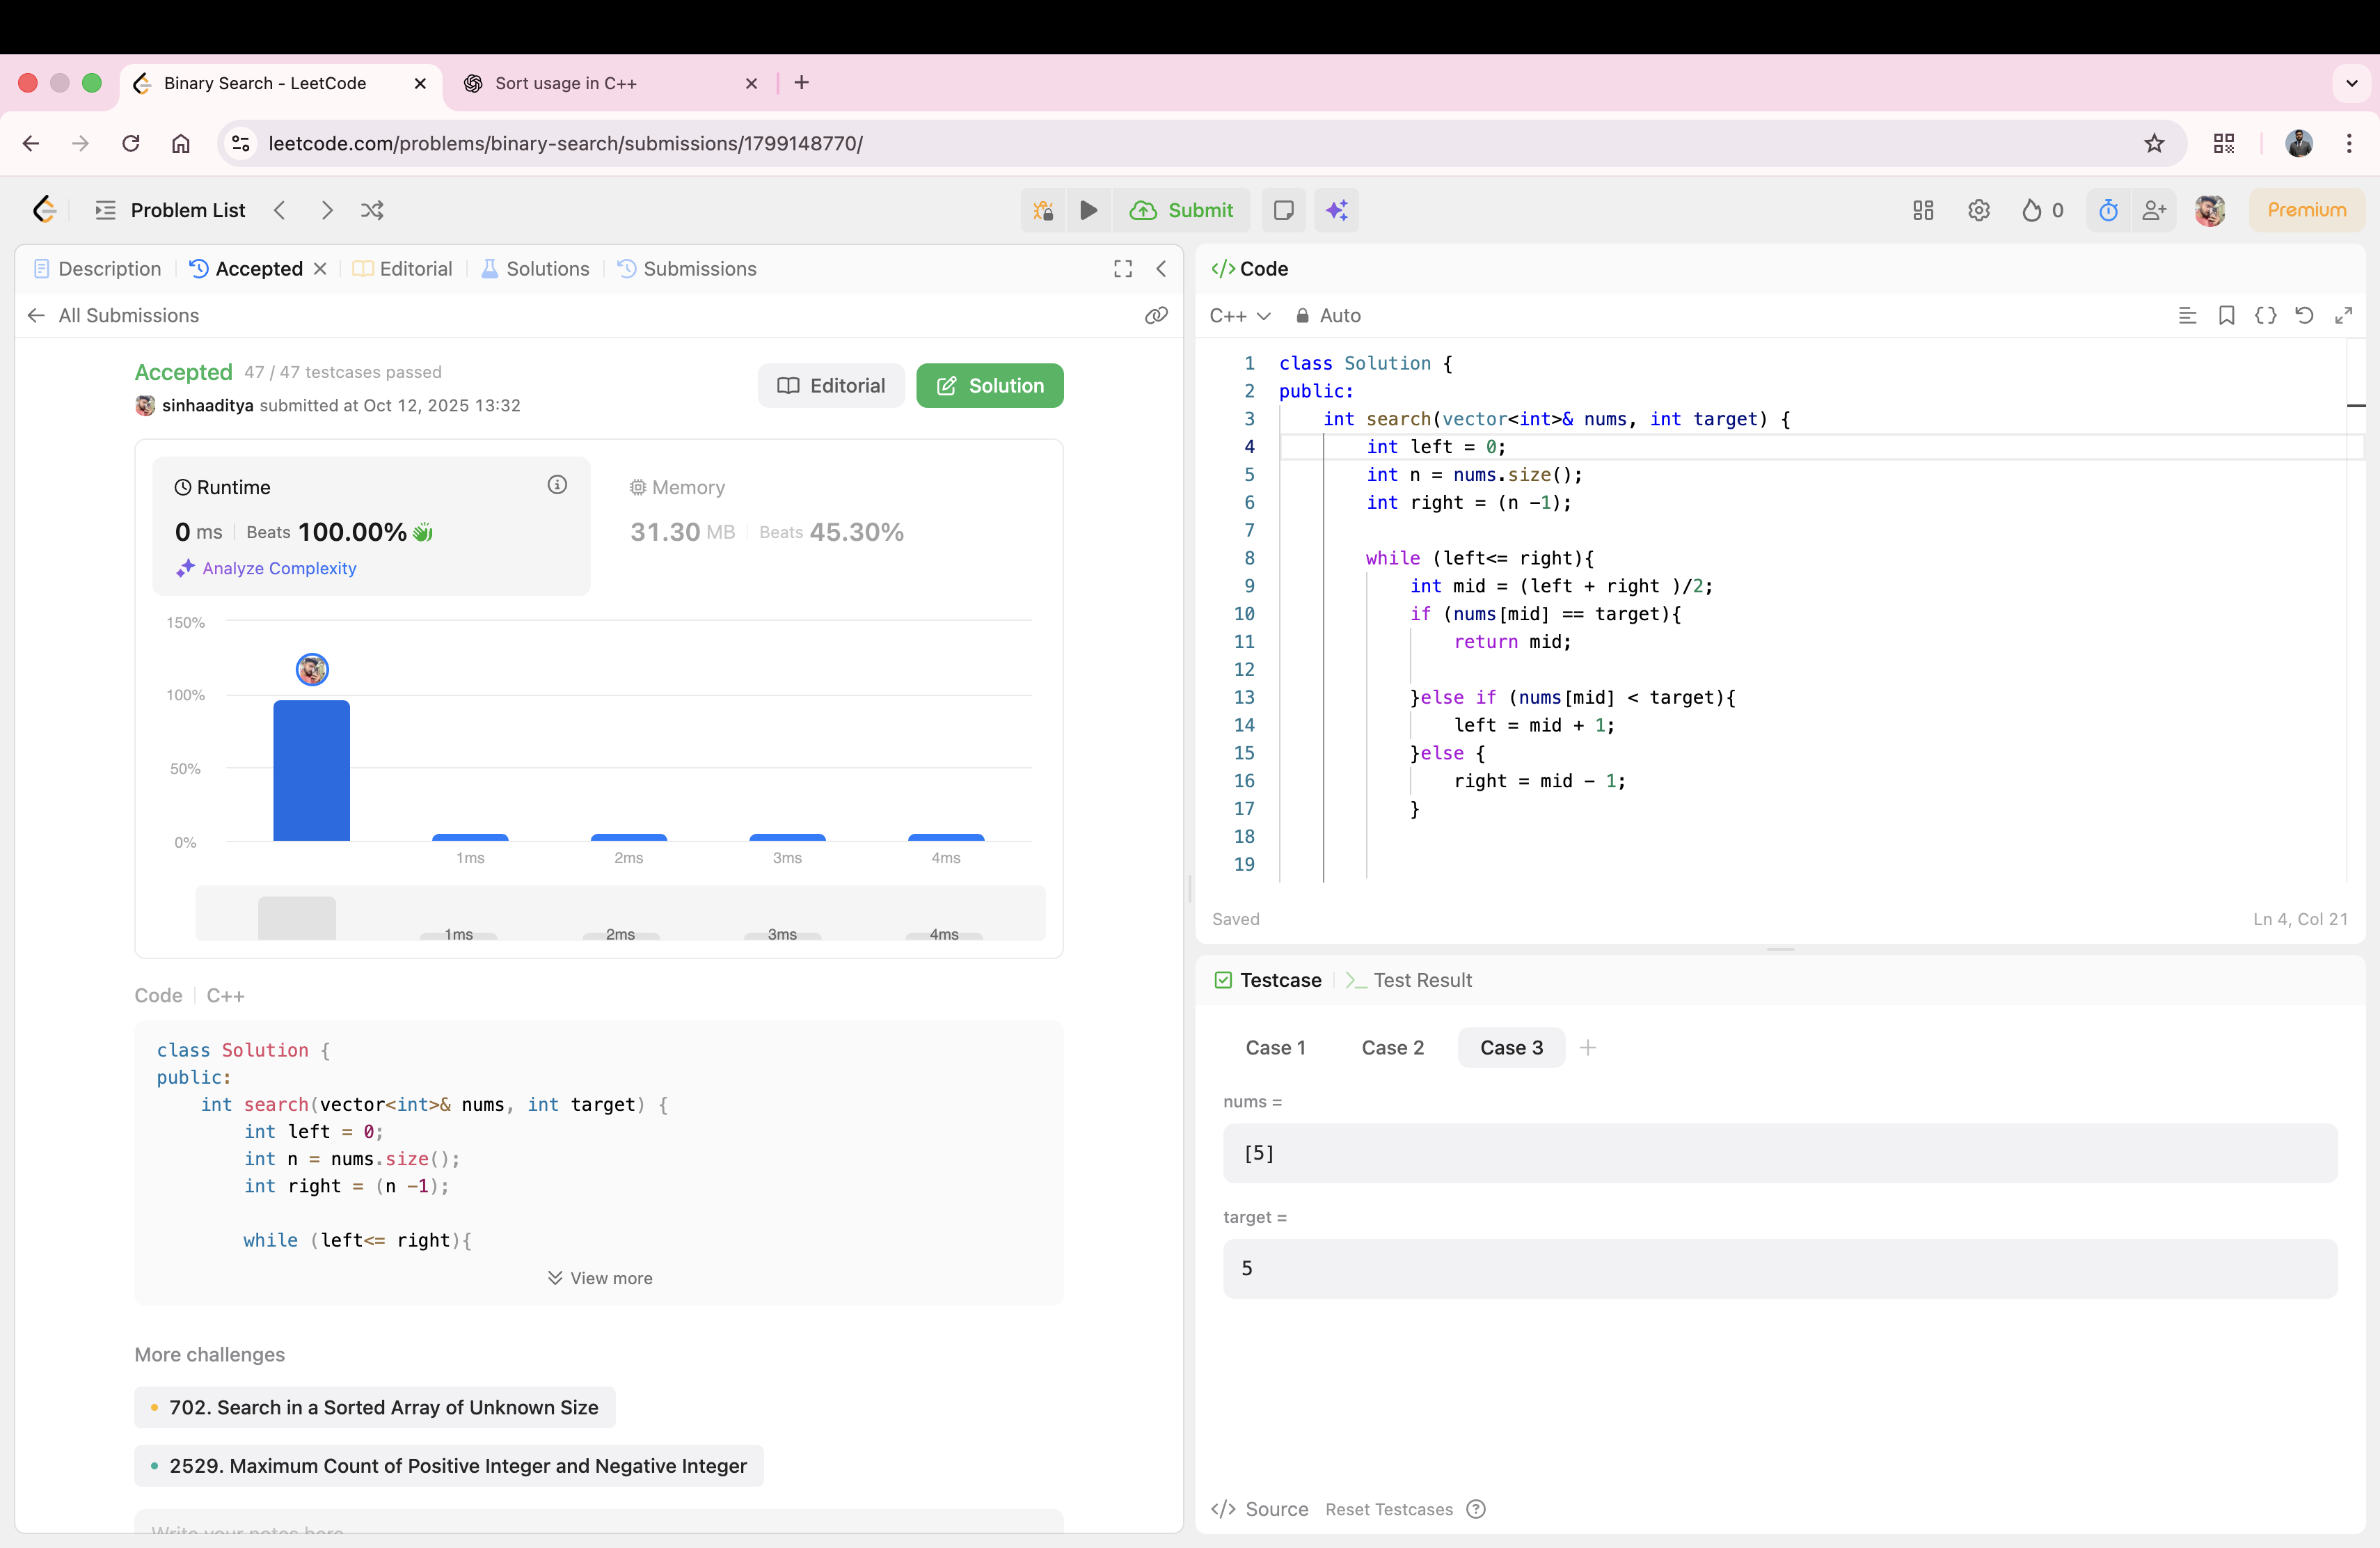 Binary Search - LeetCode
Sort usage in C++
leetcode.com/problems/binary-search/submissions/1799148770/
Problem List
Submit
0
Premium
Description
Accepted
Editorial
Solutions
Submissions
All Submissions
Accepted 47 / 47 testcases passed
sinhaaditya submitted at Oct 12, 2025 13:32
Editorial
Solution
Runtime
0 ms Beats 100.00%
Analyze Complexity
Memory
31.30 MB Beats 45.30%
150%
100%
50%
0%
1ms 2ms 3ms 4ms
1ms 2ms 3ms 4ms
Code C++
class Solution {
public:
    int search(vector<int>& nums, int target) {
        int left = 0;
        int n = nums.size();
        int right = (n -1);
        while (left<= right){
View more
More challenges
702. Search in a Sorted Array of Unknown Size
2529. Maximum Count of Positive Integer and Negative Integer
Write your notes here
</> Code
C++ Auto
1 class Solution {
2 public:
3     int search(vector<int>& nums, int target) {
4         int left = 0;
5         int n = nums.size();
6         int right = (n -1);
7
8         while (left<= right){
9             int mid = (left + right )/2;
10             if (nums[mid] == target){
11                 return mid;
12
13             }else if (nums[mid] < target){
14                 left = mid + 1;
15             }else {
16                 right = mid - 1;
17             }
18
19
Saved
Ln 4, Col 21
Testcase
Test Result
Case 1 Case 2 Case 3
nums =
[5]
target =
5
</> Source Reset Testcases